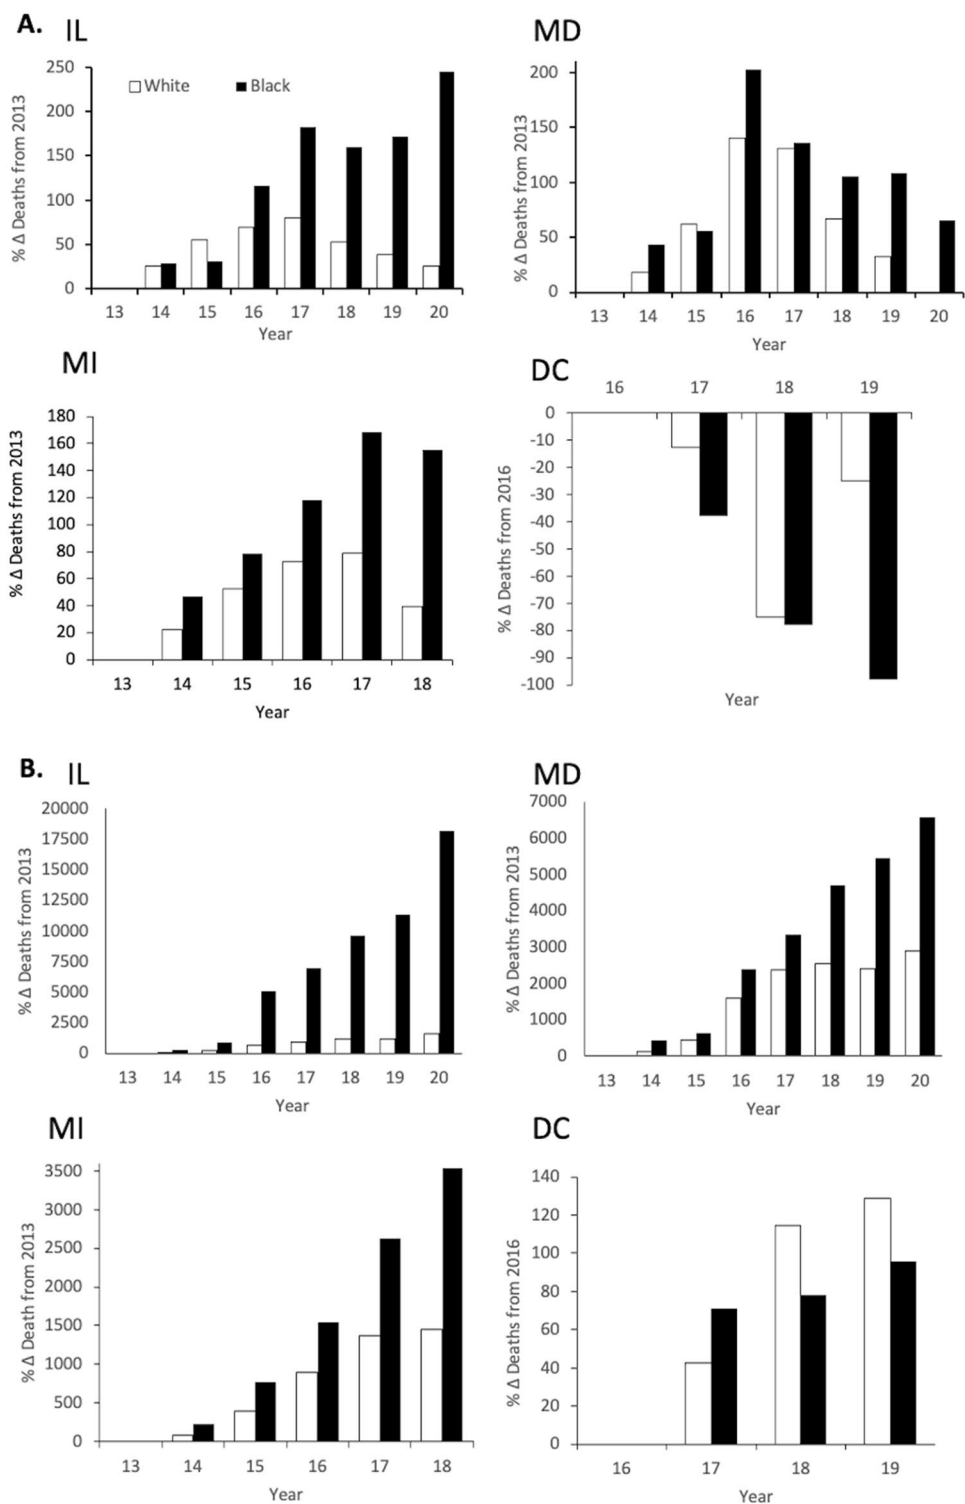 A. IL
% Δ Deaths from 2013
250
200
150
100
50
0
White Black
13 14 15 16 17 18 19 20
Year
MD
% Δ Deaths from 2013
200
150
100
50
0
13 14 15 16 17 18 19 20
Year
MI
% Δ Deaths from 2013
180
160
140
120
100
80
60
40
20
0
13 14 15 16 17 18
Year
DC
16 17 18 19
% Δ Deaths from 2016
0
-10
-20
-30
-40
-50
-60
-70
-80
-90
-100
Year
B. IL
% Δ Deaths from 2013
20000
17500
15000
12500
10000
7500
5000
2500
0
13 14 15 16 17 18 19 20
Year
MD
% Δ Deaths from 2013
7000
6000
5000
4000
3000
2000
1000
0
13 14 15 16 17 18 19 20
Year
MI
% Δ Death from 2013
3500
3000
2500
2000
1500
1000
500
0
13 14 15 16 17 18
Year
DC
% Δ Deaths from 2016
140
120
100
80
60
40
20
0
16 17 18 19
Year